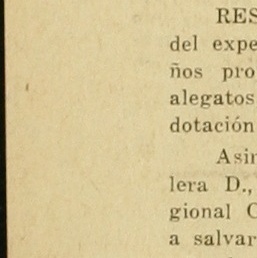 RES
del expe
ños pro
alegatos
dotación
Asin
lera D.,
gional C
a salvar